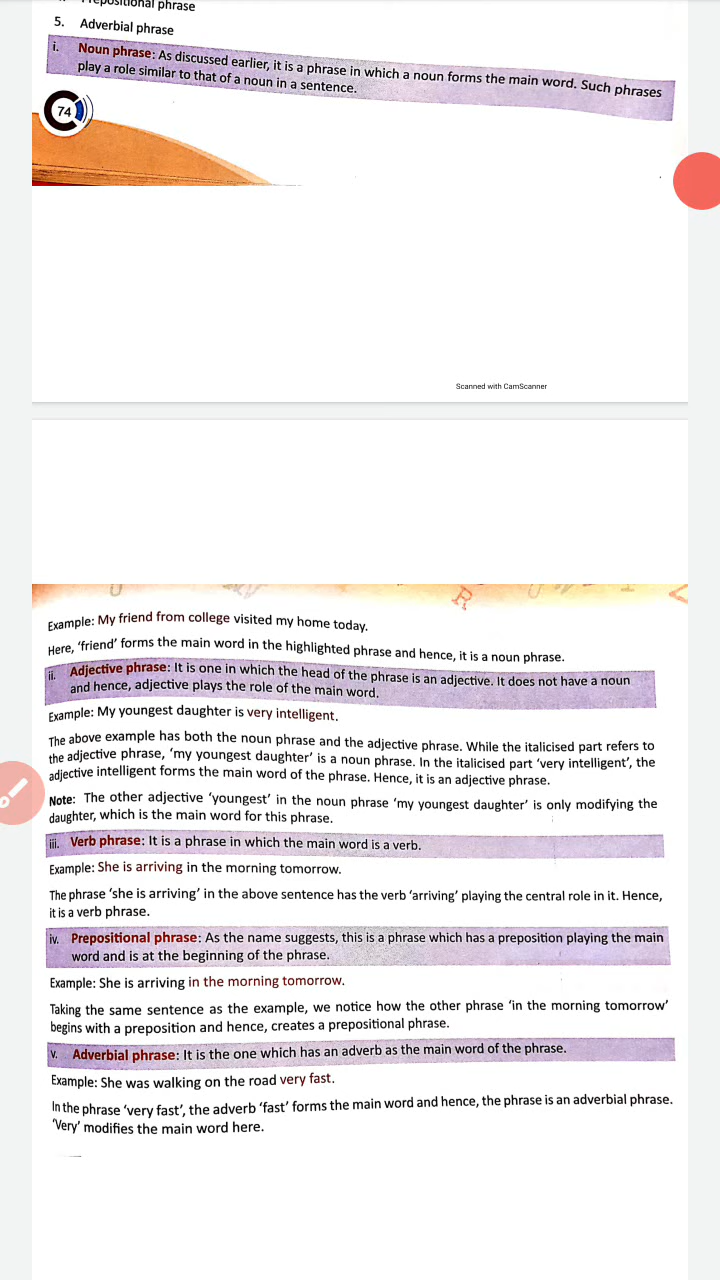 Prepositional phrase
5. Adverbial phrase
i. Noun phrase: As discussed earlier, it is a phrase in which a noun forms the main word. Such phrases
play a role similar to that of a noun in a sentence.
74
Scanned with CamScanner
Example: My friend from college visited my home today.
Here, 'friend' forms the main word in the highlighted phrase and hence, it is a noun phrase.
ii. Adjective phrase: It is one in which the head of the phrase is an adjective. It does not have a noun
and hence, adjective plays the role of the main word.
Example: My youngest daughter is very intelligent.
The above example has both the noun phrase and the adjective phrase. While the italicised part refers to
the adjective phrase, 'my youngest daughter' is a noun phrase. In the italicised part 'very intelligent', the
adjective intelligent forms the main word of the phrase. Hence, it is an adjective phrase.
Note: The other adjective 'youngest' in the noun phrase 'my youngest daughter' is only modifying the
daughter, which is the main word for this phrase.
iii. Verb phrase: It is a phrase in which the main word is a verb.
Example: She is arriving in the morning tomorrow.
The phrase 'she is arriving' in the above sentence has the verb 'arriving' playing the central role in it. Hence,
it is a verb phrase.
iv. Prepositional phrase: As the name suggests, this is a phrase which has a preposition playing the main
word and is at the beginning of the phrase.
Example: She is arriving in the morning tomorrow.
Taking the same sentence as the example, we notice how the other phrase 'in the morning tomorrow'
begins with a preposition and hence, creates a prepositional phrase.
v. Adverbial phrase: It is the one which has an adverb as the main word of the phrase.
Example: She was walking on the road very fast.
In the phrase 'very fast', the adverb 'fast' forms the main word and hence, the phrase is an adverbial phrase.
'Very' modifies the main word here.